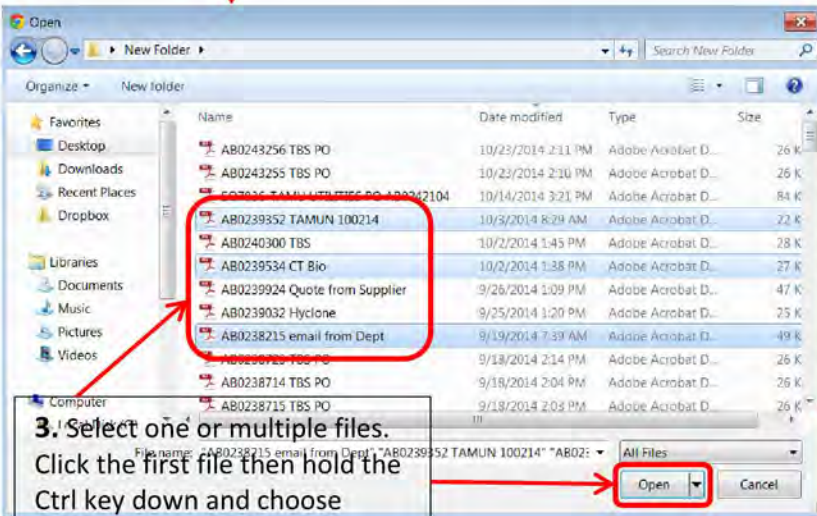 Open
New Folder
Search New Folder
Organize
New folder
Favorites
Desktop
Downloads
Recent Places
Dropbox
Libraries
Documents
Music
Pictures
Videos
Computer
Name Date modified Type Size
AB0243256 TBS PO 10/23/2014 2:11 PM Adobe Acrobat D... 26 K
AB0243255 TBS PO 10/23/2014 2:10 PM Adobe Acrobat D... 26 K
TAMU UTILITIES PO AB0242104 10/14/2014 3:21 PM Adobe Acrobat D... 84 K
AB0239352 TAMUN 100214 10/3/2014 8:29 AM Adobe Acrobat D... 22 K
AB0240300 TBS 10/2/2014 1:45 PM Adobe Acrobat D... 28 K
AB0239534 CT Bio 10/2/2014 1:38 PM Adobe Acrobat D... 27 K
AB0239924 Quote from Supplier 9/26/2014 1:09 PM Adobe Acrobat D... 47 K
AB0239032 Hyclone 9/25/2014 1:20 PM Adobe Acrobat D... 25 K
AB0238215 email from Dept 9/19/2014 7:39 AM Adobe Acrobat D... 49 K
TBS PO 9/18/2014 2:14 PM Adobe Acrobat D... 26 K
AB0238714 TBS PO 9/18/2014 2:04 PM Adobe Acrobat D... 26 K
AB0238715 TBS PO 9/18/2014 2:03 PM Adobe Acrobat D... 26 K
File name: "AB0238215 email from Dept" "AB0239352 TAMUN 100214" "AB02: All Files
Open Cancel
3. Select one or multiple files.
Click the first file then hold the
Ctrl key down and choose